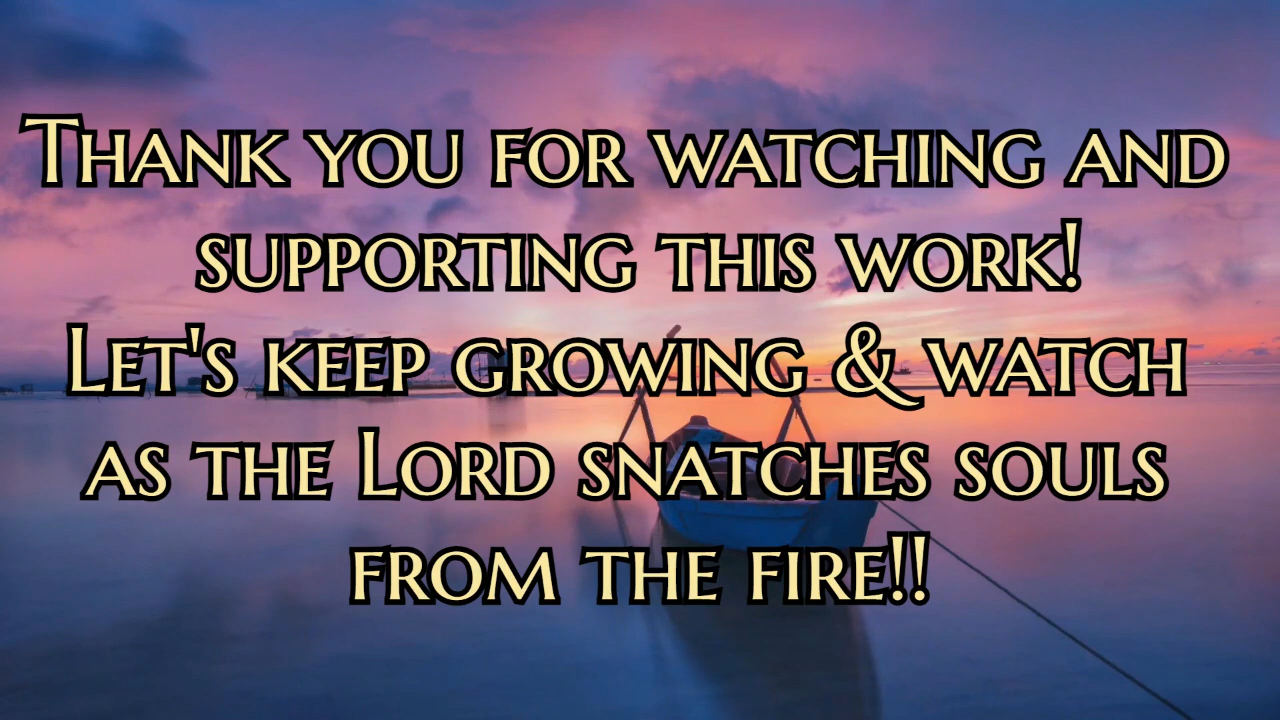 Thank you for watching and
supporting this work!
Let's keep growing & watch
as the Lord snatches souls
from the fire!!